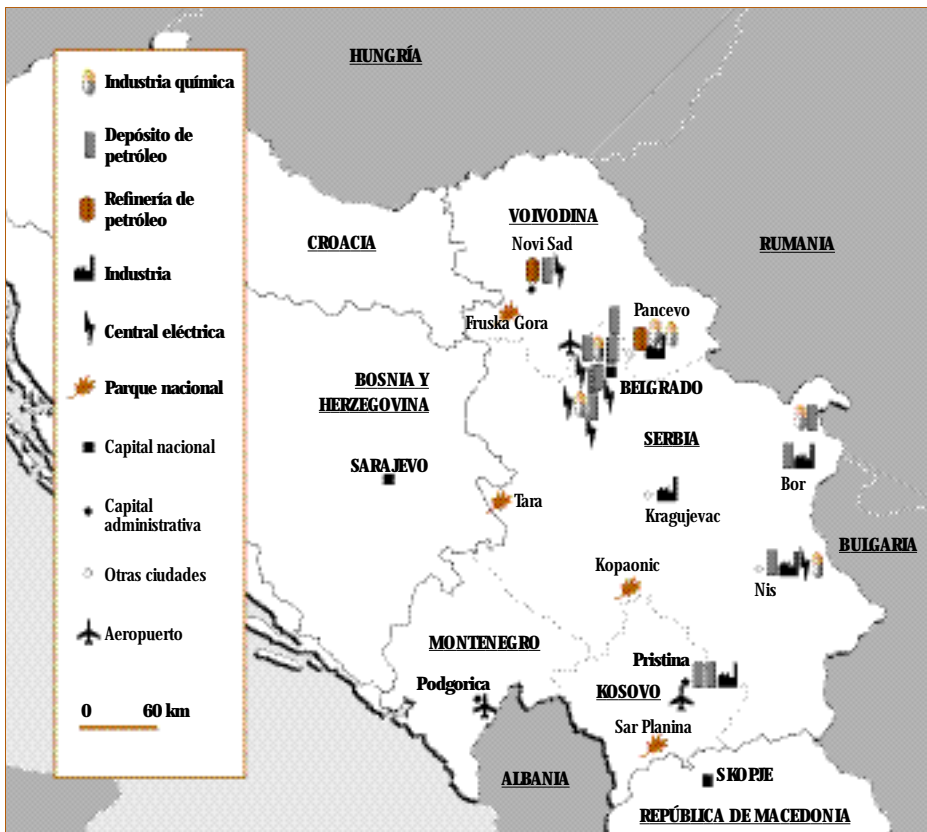 Industria química
Depósito de
petróleo
Refinería de
petróleo
Industria
Central eléctrica
Parque nacional
Capital nacional
Capital
administrativa
Otras ciudades
Aeropuerto
0 60 km
HUNGRÍA
CROACIA
VOIVODINA
Novi Sad
RUMANIA
Fruska Gora
Pancevo
BOSNIA Y
HERZEGOVINA
BELGRADO
SERBIA
SARAJEVO
Bor
Tara
Kragujevac
BULGARIA
Kopaonic
Nis
MONTENEGRO
Pristina
Podgorica
KOSOVO
Sar Planina
ALBANIA
SKOPJE
REPÚBLICA DE MACEDONIA